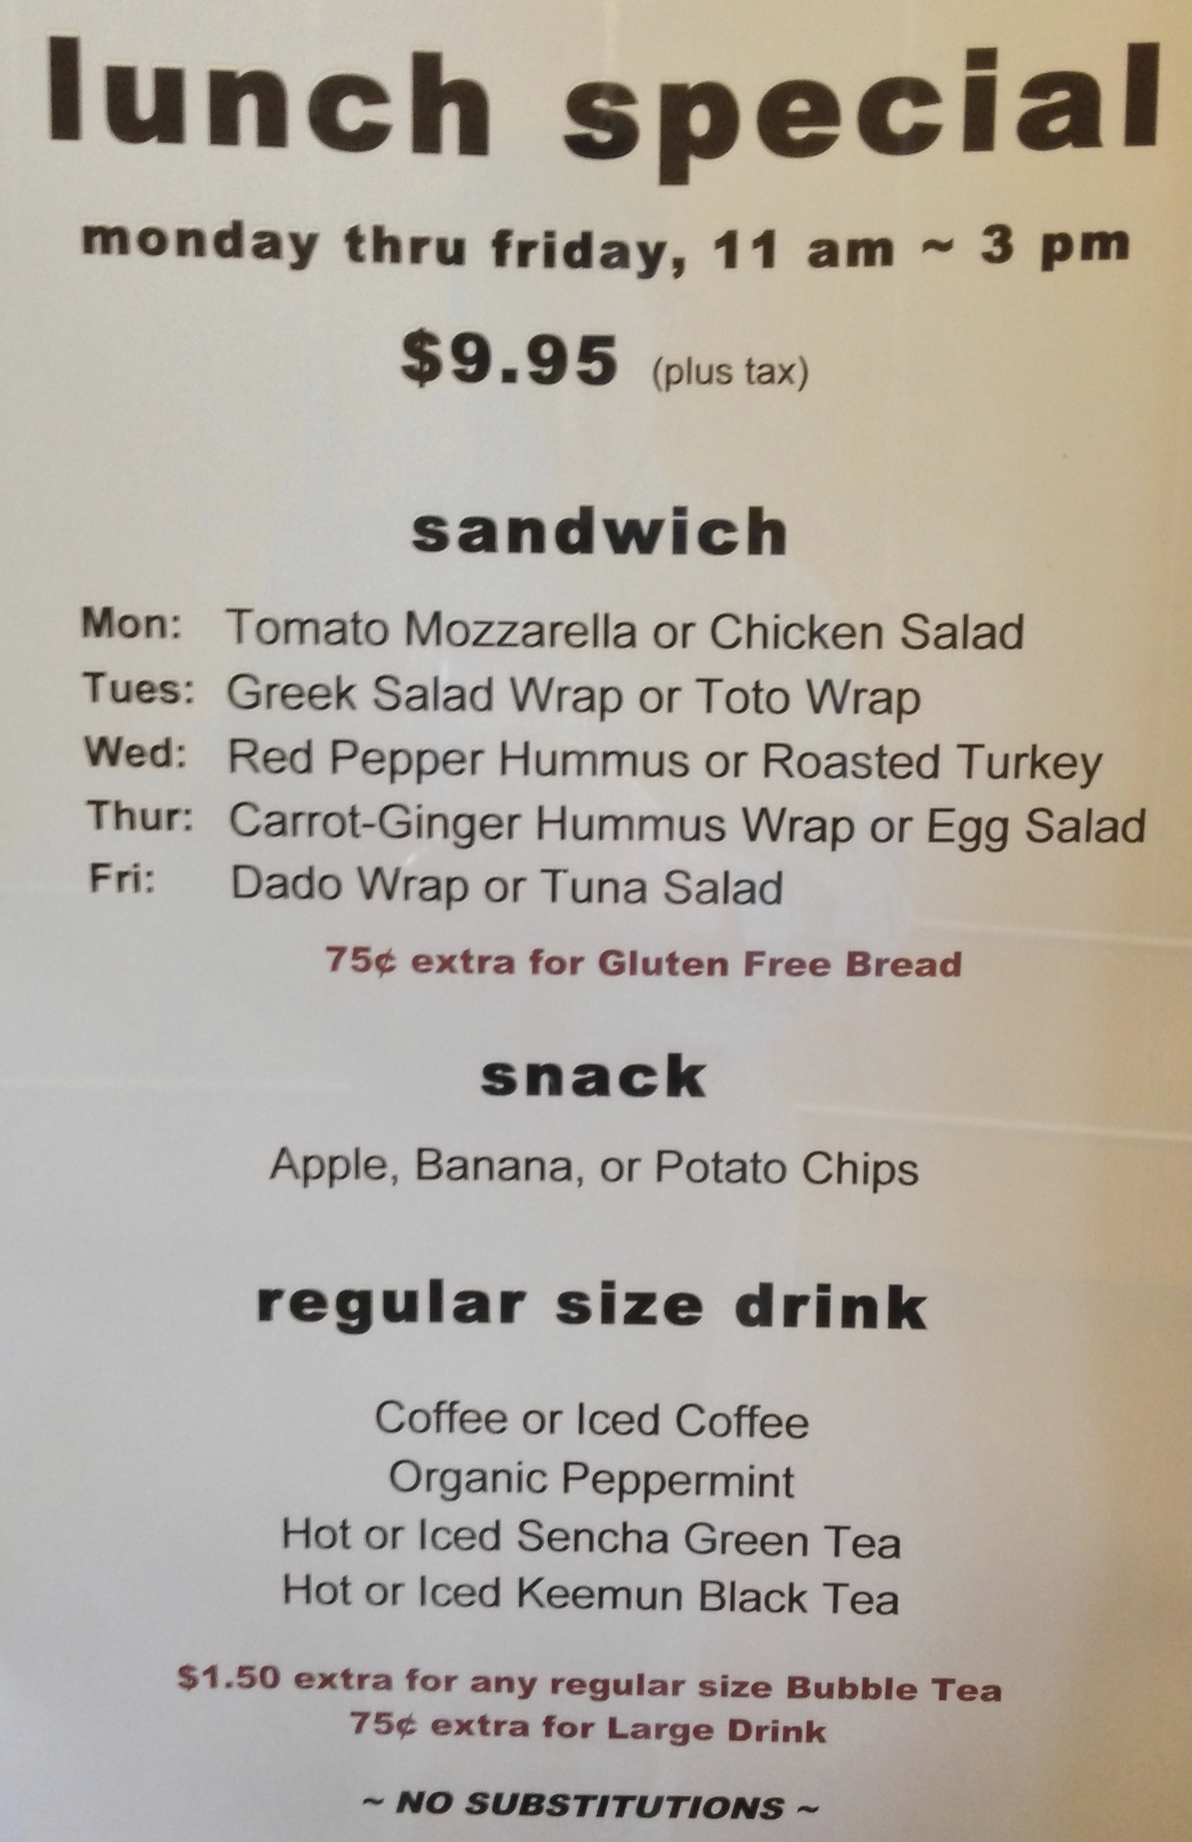 lunch special
monday thru friday, 11 am ~ 3 pm
$9.95 (plus tax)
sandwich
Mon: Tomato Mozzarella or Chicken Salad
Tues: Greek Salad Wrap or Toto Wrap
Wed: Red Pepper Hummus or Roasted Turkey
Thur: Carrot-Ginger Hummus Wrap or Egg Salad
Fri: Dado Wrap or Tuna Salad
75¢ extra for Gluten Free Bread
snack
Apple, Banana, or Potato Chips
regular size drink
Coffee or Iced Coffee
Organic Peppermint
Hot or Iced Sencha Green Tea
Hot or Iced Keemun Black Tea
$1.50 extra for any regular size Bubble Tea
75¢ extra for Large Drink
~ NO SUBSTITUTIONS ~